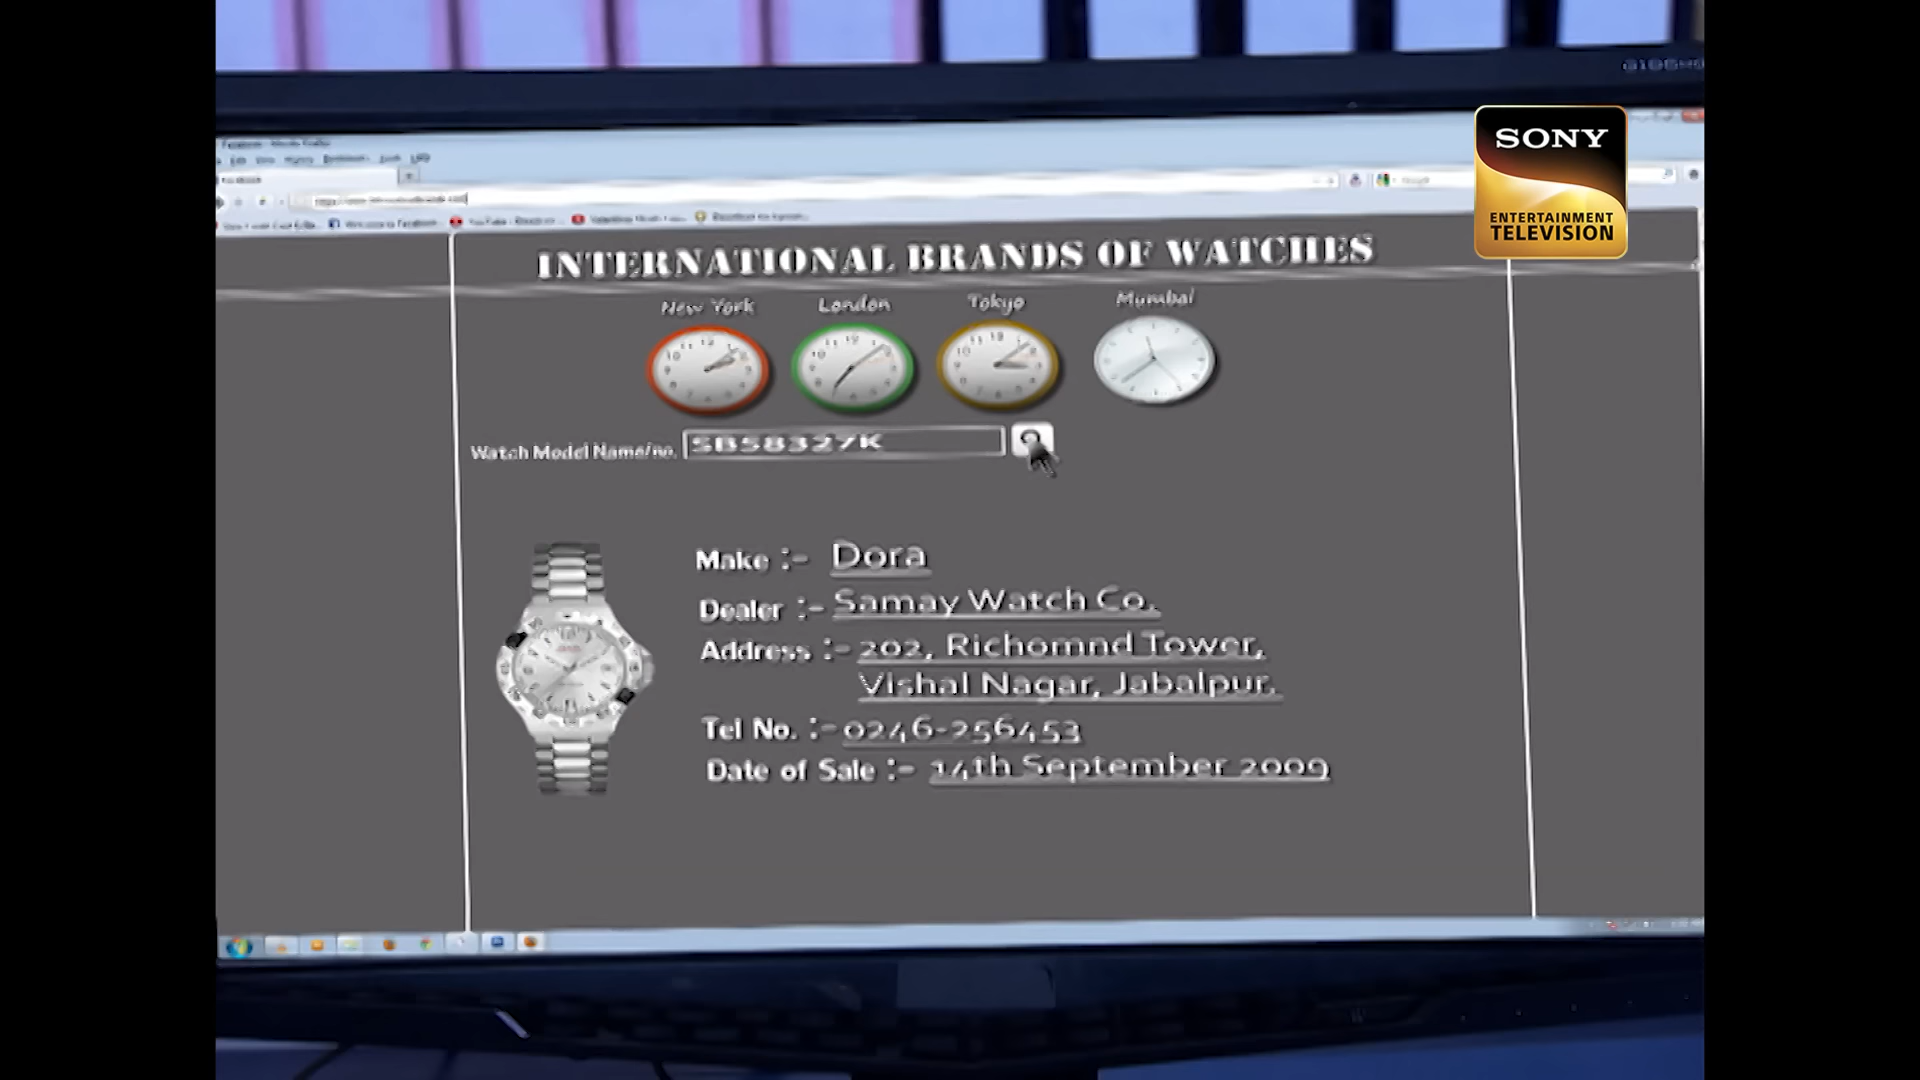 SONY
ENTERTAINMENT
TELEVISION
INTERNATIONAL BRANDS OF WATCHES
New York London Tokyo Mumbai
Watch Model Name/no. SBS8327K
Make :- Dora
Dealer :- Samay Watch Co.
Address :- 202, Richomnd Tower,
Vishal Nagar, Jabalpur.
Tel No. :- 0246-256453
Date of Sale :- 14th September 2009